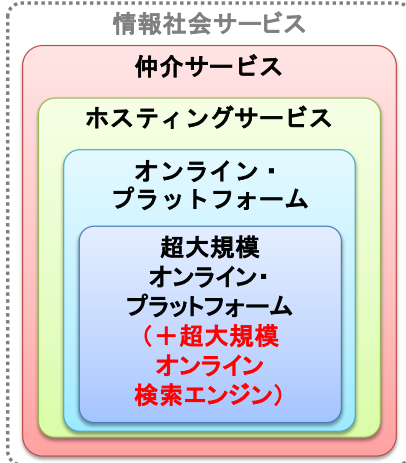 情報社会サービス
仲介サービス
ホスティングサービス
オンライン・
プラットフォーム
超大規模
オンライン・
プラットフォーム
（＋超大規模
オンライン
検索エンジン）